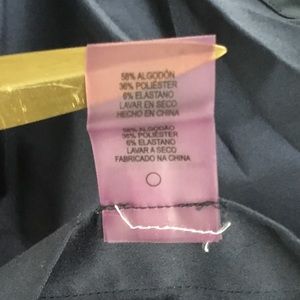 58% ALGODÓN
36% POLIÉSTER
6% ELASTANO
LAVAR EN SECO
HECHO EN CHINA
58% ALGODÃO
36% POLIÉSTER
6% ELASTANO
LAVAR A SECO
FABRICADO NA CHINA